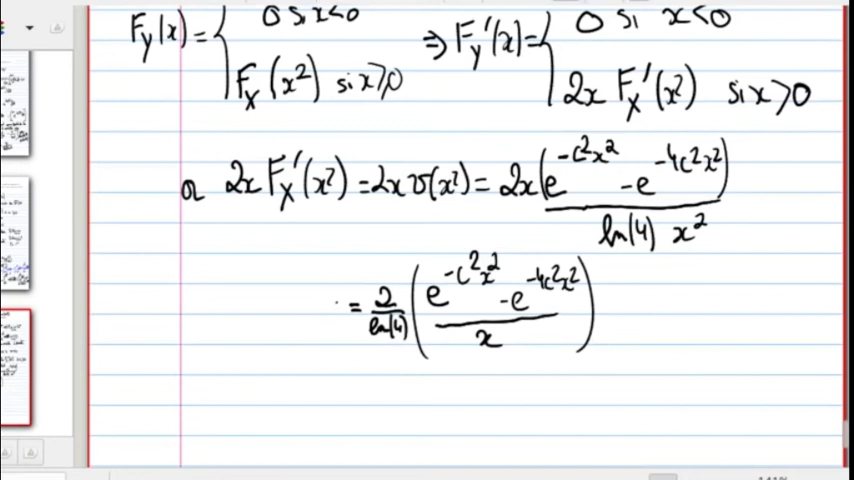 F_Y(x) = { 0 si x<0 ⇒ F_Y'(x) = { 0 si x<0
F_X(x²) si x⩾0 2x F_X'(x²) si x>0
or 2x F_X'(x²) = 2x v(x²) = 2x(e^{-c²x²} - e^{-4c²x²}) / ln(4) x²
= 2/ln(4) ( (e^{-c²x²} - e^{-4c²x²}) / x )